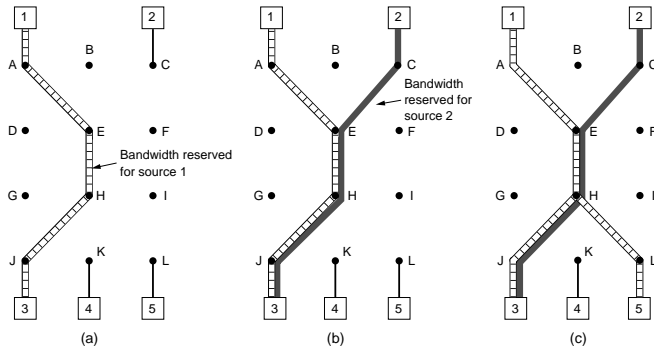 1 2 1 2 1 2
B B B
A C A C A C
Bandwidth
reserved for
source 2
D E F D E F D E F
Bandwidth reserved
for source 1
G H I G H I G H I
K K K
J L J L J L
3 4 5 3 4 5 3 4 5
(a) (b) (c)